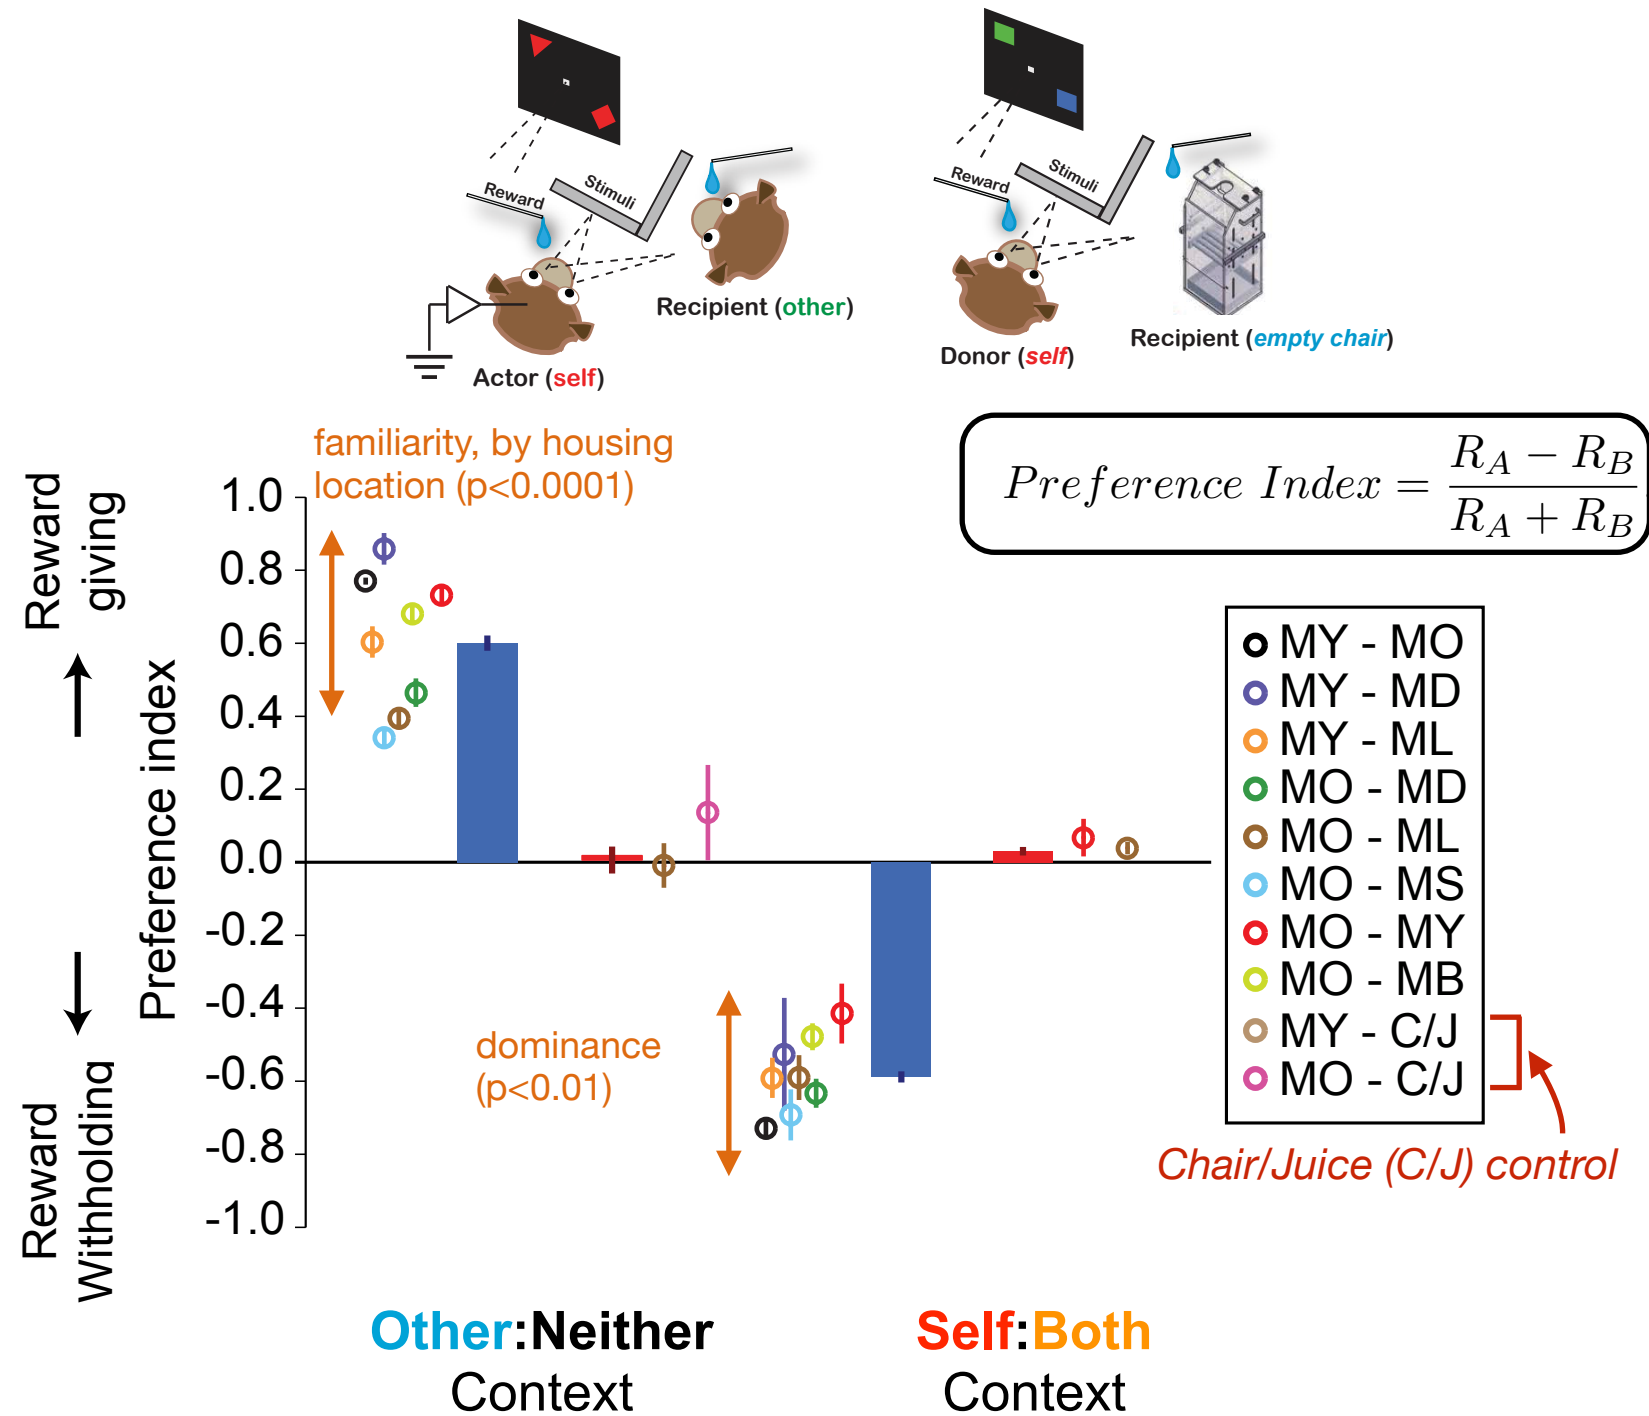 Reward
Stimuli
Recipient (other)
Actor (self)
Reward
Stimuli
Donor (self)
Recipient (empty chair)
familiarity, by housing
location (p<0.0001)
Preference Index = \frac{R_A − R_B}{R_A + R_B}.
Reward
giving
Preference index
Reward
Withholding
1.0
0.8
0.6
0.4
0.2
0.0
-0.2
-0.4
-0.6
-0.8
-1.0
dominance
(p<0.01)
MY - MO
MY - MD
MY - ML
MO - MD
MO - ML
MO - MS
MO - MY
MO - MB
MY - C/J
MO - C/J
Chair/Juice (C/J) control
Other:Neither
Context
Self:Both
Context